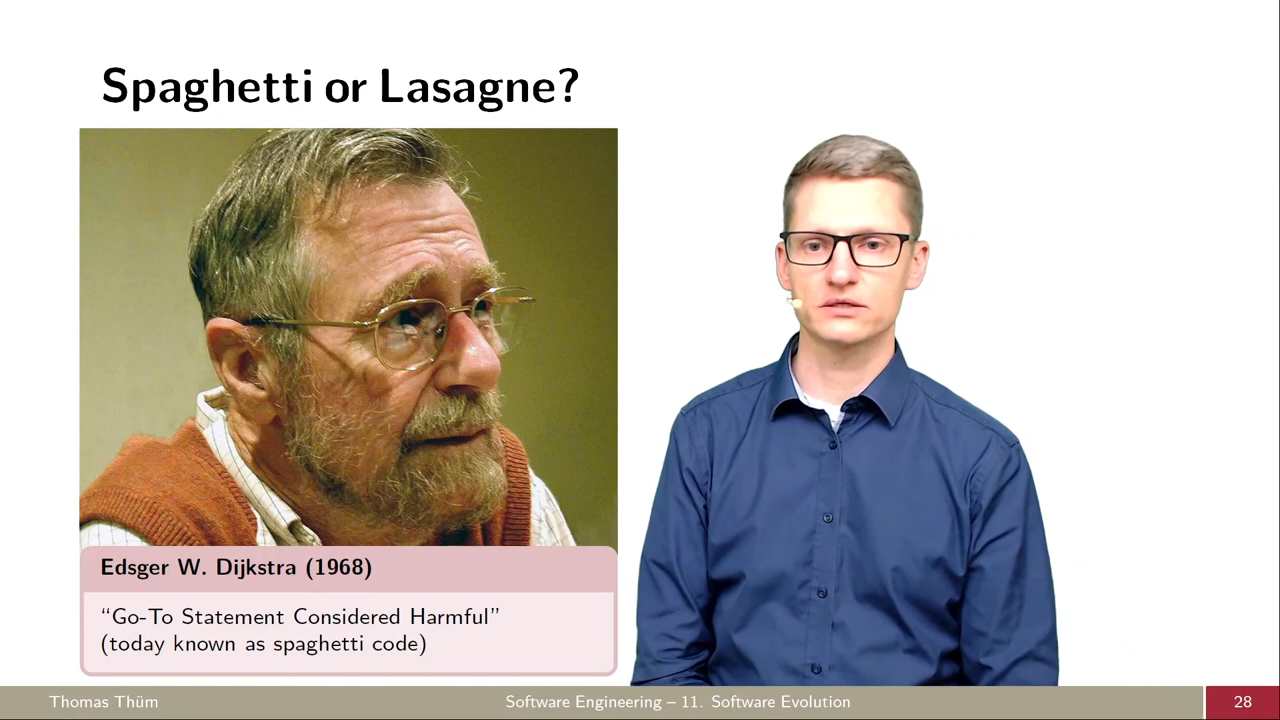 Spaghetti or Lasagne?
Edsger W. Dijkstra (1968)
“Go-To Statement Considered Harmful”
(today known as spaghetti code)
Thomas Thüm
Software Engineering – 11. Software Evolution
28